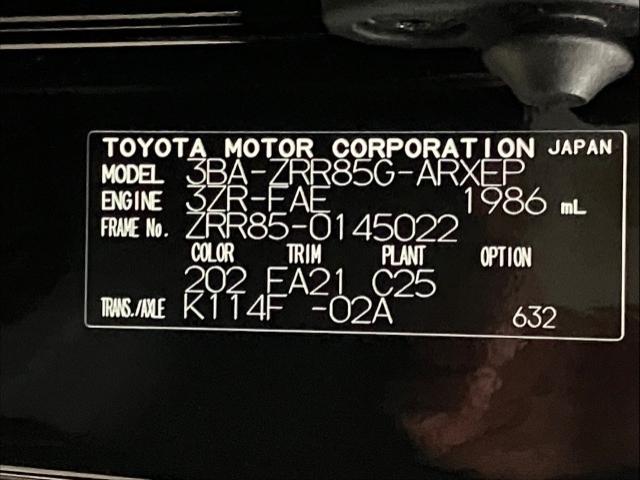 TOYOTA MOTOR CORPORATION JAPAN
MODEL 3BA-ZRR85G-ARXEP
ENGINE 3ZR-FAE 1986 mL
FRAME No. ZRR85-0145022
COLOR TRIM PLANT OPTION
202 FA21 C25
TRANS./AXLE K114F -02A 632